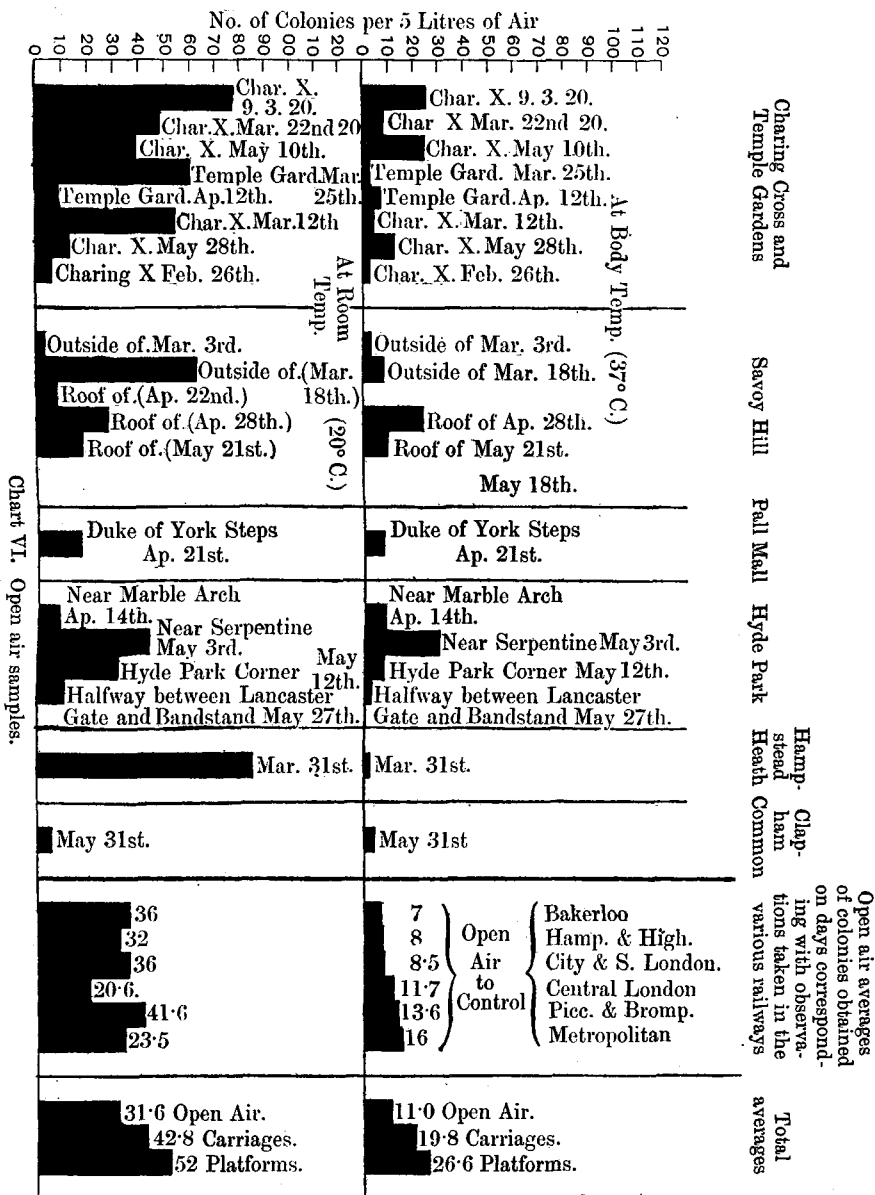 No. of Colonies per 5 Litres of Air
0 10 20 30 40 50 60 70 80 90 00 10 120
0 10 20 30 40 50 60 70 80 90 100 110 120
Charing Cross and
Temple Gardens
Char. X.
9. 3. 20.
Char.X.Mar. 22nd 20
Char. X. May 10th.
Temple Gard.Mar.
25th.
Temple Gard.Ap.12th.
Char.X.Mar.12th
Char. X. May 28th.
Charing X Feb. 26th.
At Room
Temp.
(20° C.)
Char. X. 9. 3. 20.
Char X Mar. 22nd 20.
Char. X. May 10th.
Temple Gard. Mar. 25th.
Temple Gard. Ap. 12th.
Char. X. Mar. 12th.
Char. X. May 28th.
Char. X. Feb. 26th.
At Body Temp. (37° C.)
Savoy Hill
Outside of.Mar. 3rd.
Outside of.(Mar.
18th.)
Roof of.(Ap. 22nd.)
Roof of.(Ap. 28th.)
Roof of.(May 21st.)
Outside of Mar. 3rd.
Outside of Mar. 18th.
Roof of Ap. 28th.
Roof of May 21st.
May 18th.
Pall Mall
Duke of York Steps
Ap. 21st.
Duke of York Steps
Ap. 21st.
Hyde Park
Near Marble Arch
Ap. 14th.
Near Serpentine
May 3rd.
Hyde Park Corner May
12th.
Halfway between Lancaster
Gate and Bandstand May 27th.
Near Marble Arch
Ap. 14th.
Near Serpentine May 3rd.
Hyde Park Corner May 12th.
Halfway between Lancaster
Gate and Bandstand May 27th.
Hamp-
stead
Heath
Mar. 31st.
Mar. 31st.
Clap-
ham
Common
May 31st.
May 31st
Open air averages
of colonies obtained
on days correspond-
ing with observa-
tions taken in the
various railways
36
32
36
20·6.
41·6
23·5
7
8
8·5
11·7
13·6
16
Open
Air
to
Control
Bakerloo
Hamp. & High.
City & S. London.
Central London
Picc. & Bromp.
Metropolitan
Total
averages
31·6 Open Air.
42·8 Carriages.
52 Platforms.
11·0 Open Air.
19·8 Carriages.
26·6 Platforms.
Chart VI. Open air samples.